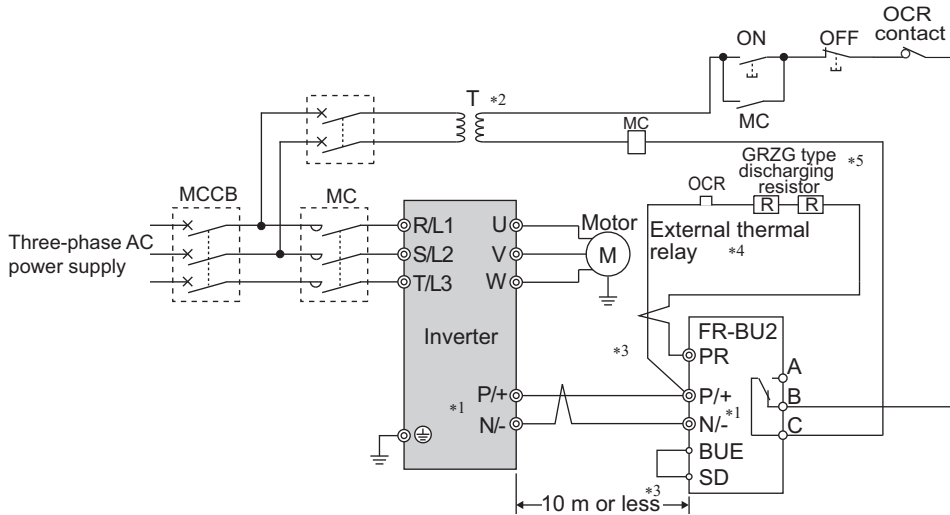 OCR
contact
ON
OFF
T *2
MC
MC
GRZG type
discharging
resistor
*5
OCR
R
R
MCCB
MC
R/L1
S/L2
T/L3
U
V
W
Motor
M
External thermal
relay *4
Three-phase AC
power supply
Inverter
FR-BU2
*3
PR
A
P/+
P/+
B
*1
N/-
N/- *1
C
BUE
SD
*3
10 m or less